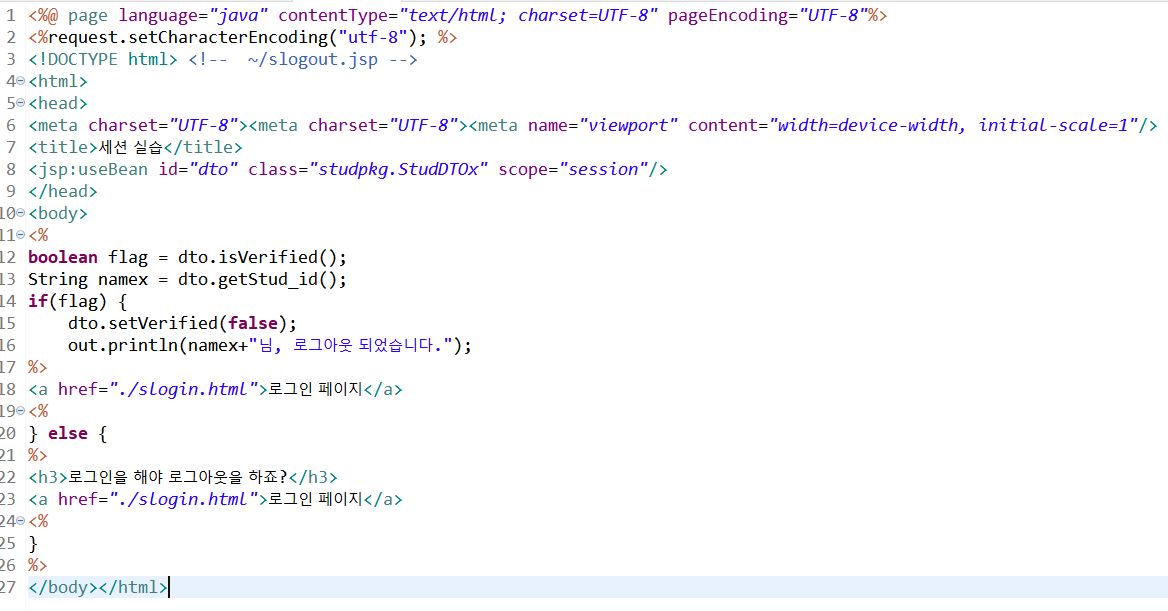 1 <%@ page language="java" contentType="text/html; charset=UTF-8" pageEncoding="UTF-8"%>
2 <%request.setCharacterEncoding("utf-8"); %>
3 <!DOCTYPE html> <!--  ~/slogout.jsp -->
4 <html>
5 <head>
6 <meta charset="UTF-8"><meta charset="UTF-8"><meta name="viewport" content="width=device-width, initial-scale=1"/>
7 <title>세션 실습</title>
8 <jsp:useBean id="dto" class="studpkg.StudDTOx" scope="session"/>
9 </head>
10 <body>
11 <%
12 boolean flag = dto.isVerified();
13 String namex = dto.getStud_id();
14 if(flag) {
15     dto.setVerified(false);
16     out.println(namex+"님, 로그아웃 되었습니다.");
17 %>
18 <a href="./slogin.html">로그인 페이지</a>
19 <%
20 } else {
21 %>
22 <h3>로그인을 해야 로그아웃을 하죠?</h3>
23 <a href="./slogin.html">로그인 페이지</a>
24 <%
25 }
26 %>
27 </body></html>